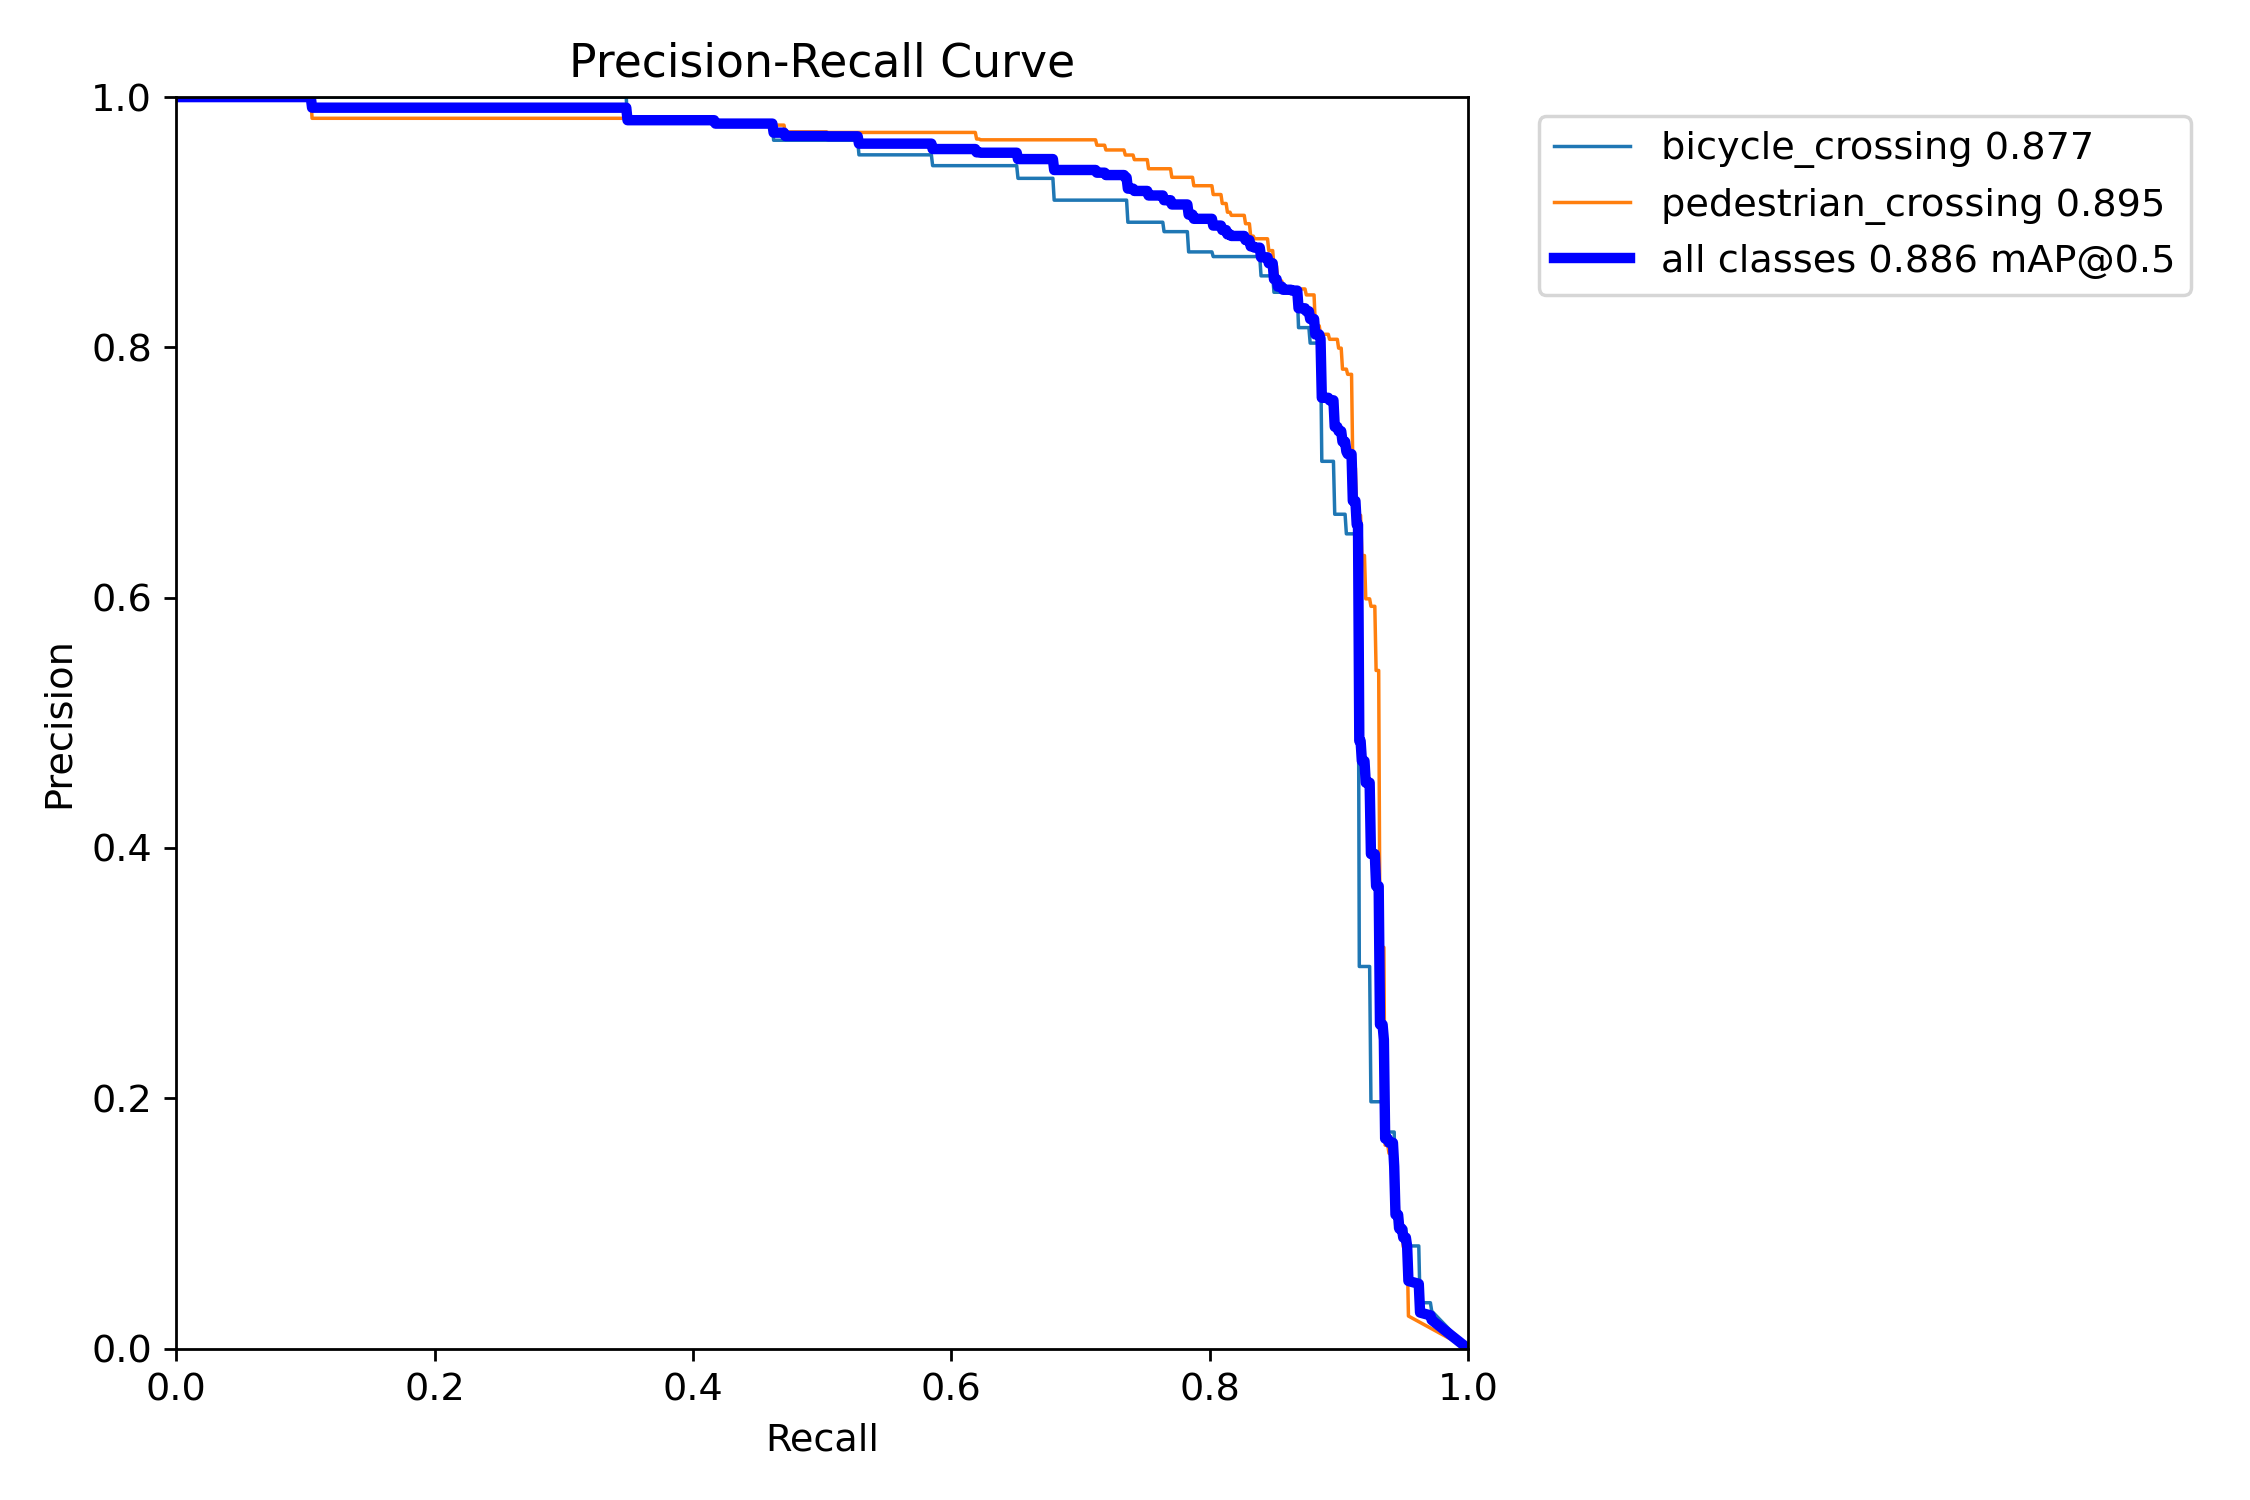 Precision-Recall Curve
1.0
0.8
0.6
0.4
0.2
0.0
Precision
0.0 0.2 0.4 0.6 0.8 1.0
Recall
bicycle_crossing 0.877
pedestrian_crossing 0.895
all classes 0.886 mAP@0.5